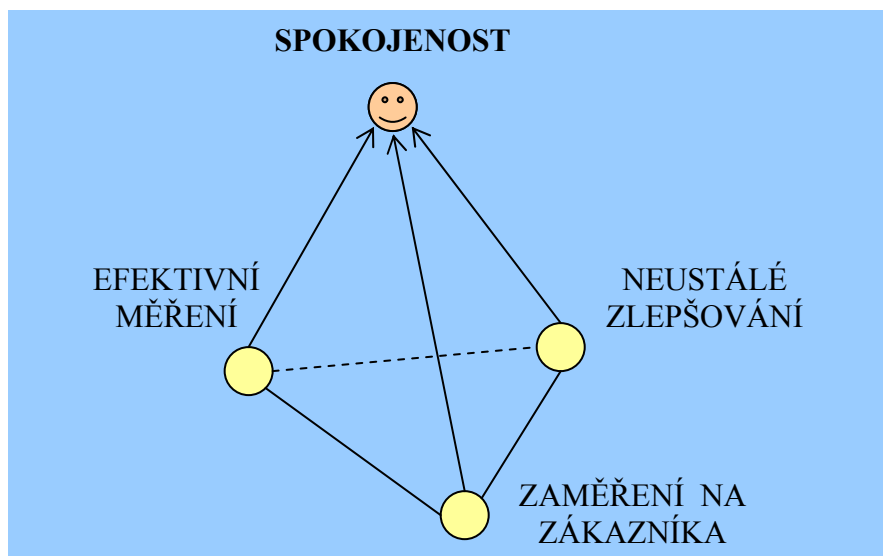 SPOKOJENOST
EFEKTIVNÍ
MĚŘENÍ
NEUSTÁLÉ
ZLEPŠOVÁNÍ
ZAMĚŘENÍ NA
ZÁKAZNÍKA